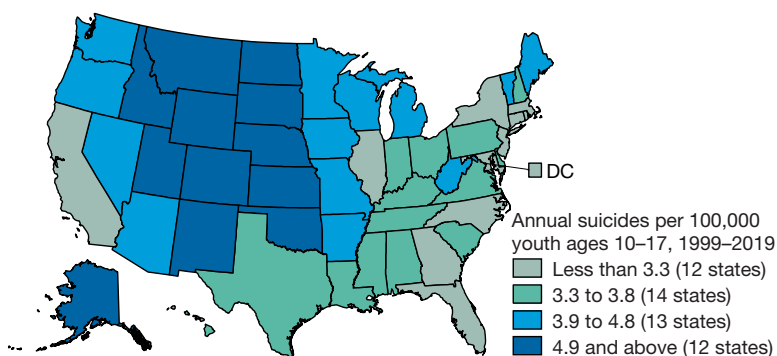 DC
Annual suicides per 100,000
youth ages 10–17, 1999–2019
Less than 3.3 (12 states)
3.3 to 3.8 (14 states)
3.9 to 4.8 (13 states)
4.9 and above (12 states)